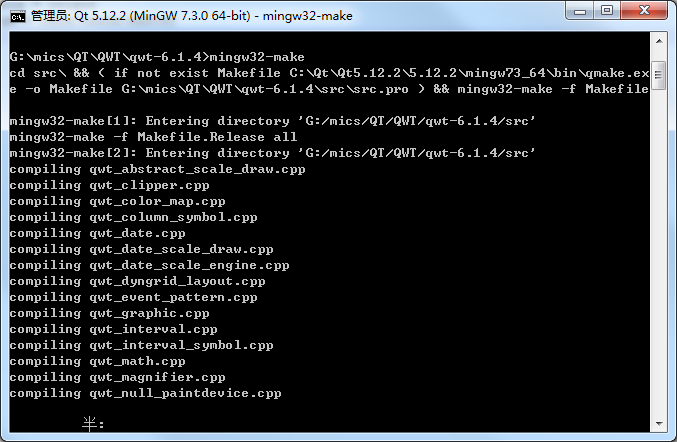 管理员: Qt 5.12.2 (MinGW 7.3.0 64-bit) - mingw32-make
G:\mics\QT\QWT\qwt-6.1.4>mingw32-make
cd src\ && ( if not exist Makefile C:\Qt\Qt5.12.2\5.12.2\mingw73_64\bin\qmake.ex
e -o Makefile G:\mics\QT\QWT\qwt-6.1.4\src\src.pro ) && mingw32-make -f Makefile
mingw32-make[1]: Entering directory 'G:/mics/QT/QWT/qwt-6.1.4/src'
mingw32-make -f Makefile.Release all
mingw32-make[2]: Entering directory 'G:/mics/QT/QWT/qwt-6.1.4/src'
compiling qwt_abstract_scale_draw.cpp
compiling qwt_clipper.cpp
compiling qwt_color_map.cpp
compiling qwt_column_symbol.cpp
compiling qwt_date.cpp
compiling qwt_date_scale_draw.cpp
compiling qwt_date_scale_engine.cpp
compiling qwt_dyngrid_layout.cpp
compiling qwt_event_pattern.cpp
compiling qwt_graphic.cpp
compiling qwt_interval.cpp
compiling qwt_interval_symbol.cpp
compiling qwt_math.cpp
compiling qwt_magnifier.cpp
compiling qwt_null_paintdevice.cpp
半: